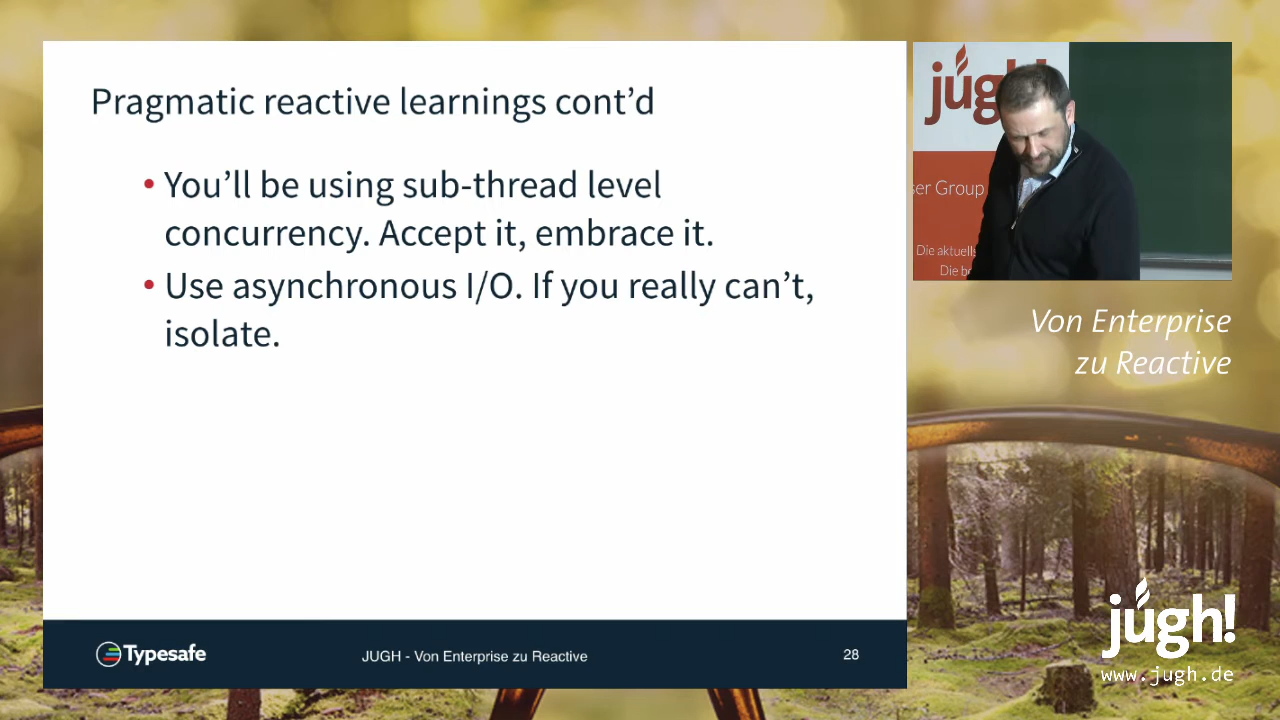 Pragmatic reactive learnings cont’d
• You’ll be using sub-thread level
concurrency. Accept it, embrace it.
• Use asynchronous I/O. If you really can’t,
isolate.
Typesafe
JUGH - Von Enterprise zu Reactive
28
jugh!
ser Group
Die aktuell
Die be
Von Enterprise
zu Reactive
jugh!
www.jugh.de